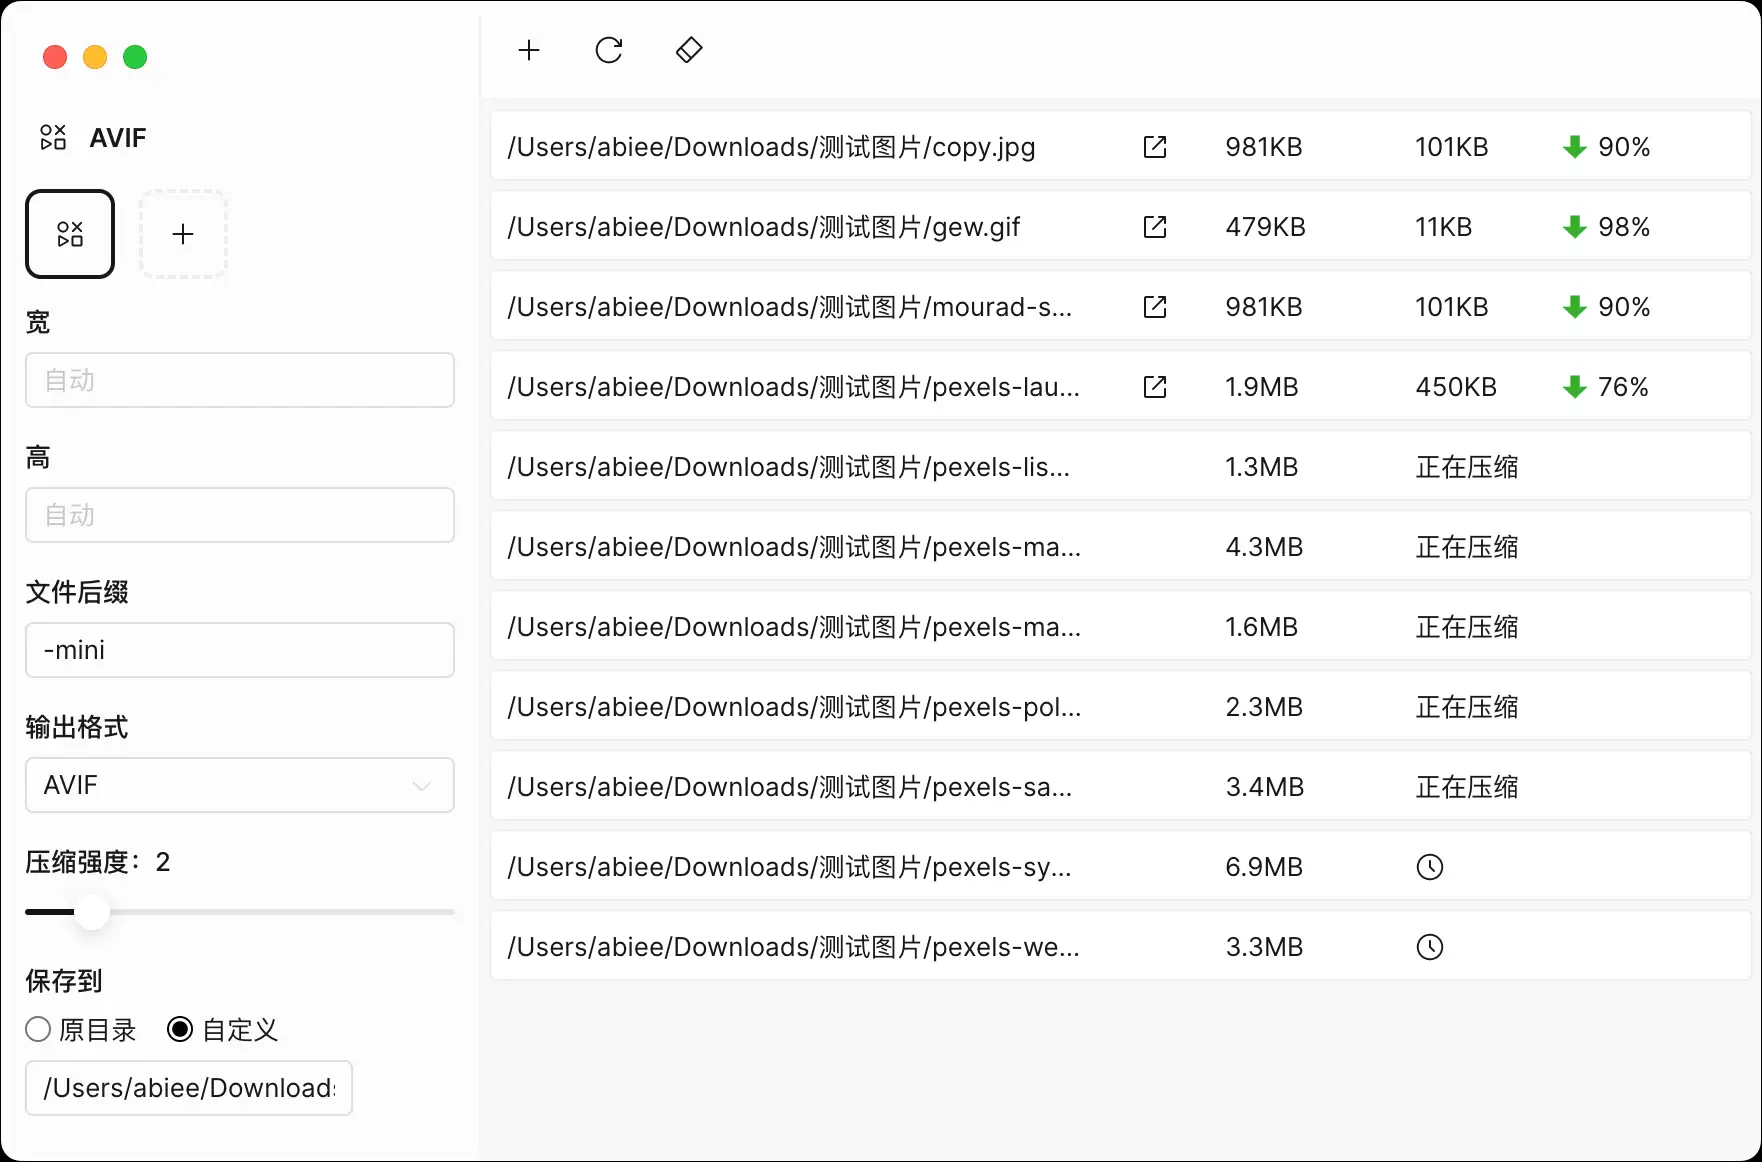 AVIF
宽
自动
高
自动
文件后缀
-mini
输出格式
AVIF
压缩强度：2
保存到
原目录 自定义
/Users/abiee/Download
/Users/abiee/Downloads/测试图片/copy.jpg 981KB 101KB 90%
/Users/abiee/Downloads/测试图片/gew.gif 479KB 11KB 98%
/Users/abiee/Downloads/测试图片/mourad-s... 981KB 101KB 90%
/Users/abiee/Downloads/测试图片/pexels-lau... 1.9MB 450KB 76%
/Users/abiee/Downloads/测试图片/pexels-lis... 1.3MB 正在压缩
/Users/abiee/Downloads/测试图片/pexels-ma... 4.3MB 正在压缩
/Users/abiee/Downloads/测试图片/pexels-ma... 1.6MB 正在压缩
/Users/abiee/Downloads/测试图片/pexels-pol... 2.3MB 正在压缩
/Users/abiee/Downloads/测试图片/pexels-sa... 3.4MB 正在压缩
/Users/abiee/Downloads/测试图片/pexels-sy... 6.9MB
/Users/abiee/Downloads/测试图片/pexels-we... 3.3MB